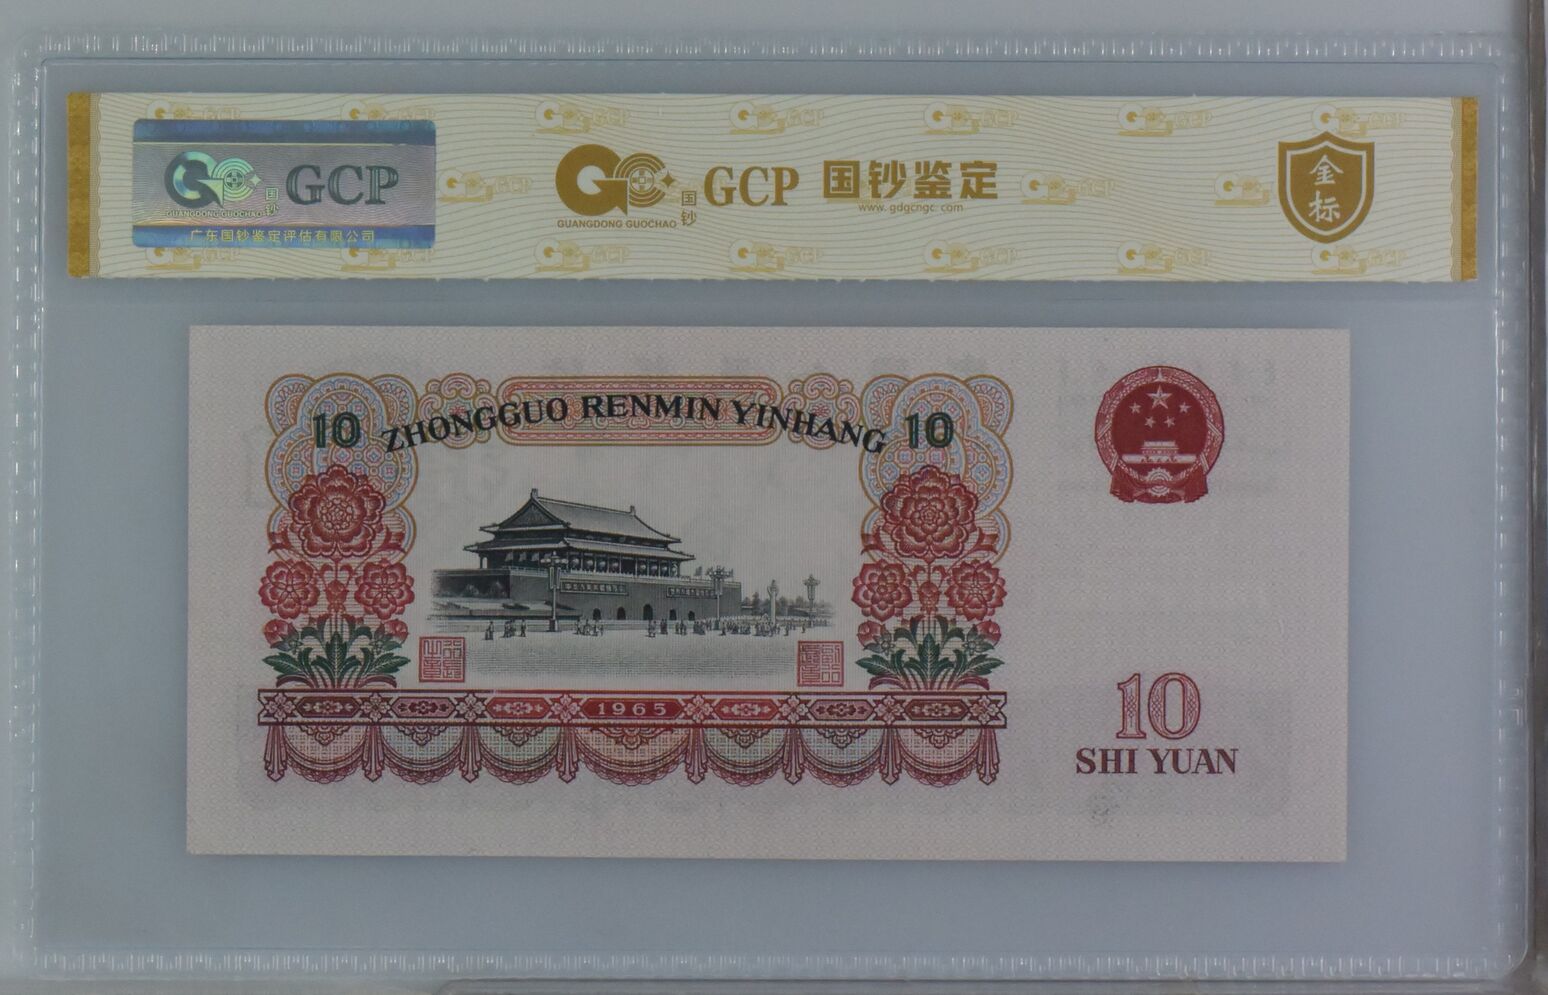 GCP
GUANGDONG GUOCHAO
国钞
广东国钞鉴定评估有限公司
GUANGDONG GUOCHAO
国钞
GCP 国钞鉴定
www.gdgcngc.com
金标
10 ZHONGGUO RENMIN YINHANG 10
1965
10
SHI YUAN